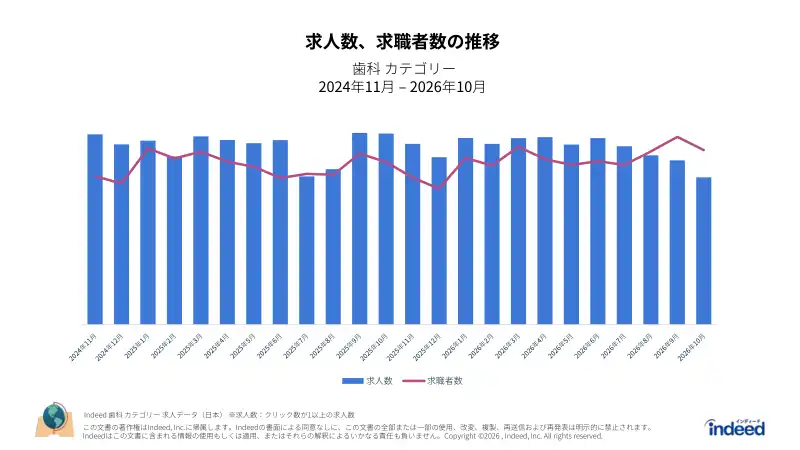 求人数、求職者数の推移
歯科 カテゴリー
2024年11月 – 2026年10月
2024年11月
2024年12月
2025年1月
2025年2月
2025年3月
2025年4月
2025年5月
2025年6月
2025年7月
2025年8月
2025年9月
2025年10月
2025年11月
2025年12月
2026年1月
2026年2月
2026年3月
2026年4月
2026年5月
2026年6月
2026年7月
2026年8月
2026年9月
2026年10月
求人数 求職者数
Indeed 歯科 カテゴリー 求人データ（日本） ※求人数：クリック数が1以上の求人数
この文書の著作権はIndeed, Inc.に帰属します。Indeedの書面による同意なしに、この文書の全部または一部の使用、改変、複製、再送信および再発表は明示的に禁止されます。
Indeedはこの文書に含まれる情報の使用もしくは適用、またはそれらの解釈によるいかなる責任も負いません。Copyright ©2026 , Indeed, Inc. All rights reserved.
インディード
indeed